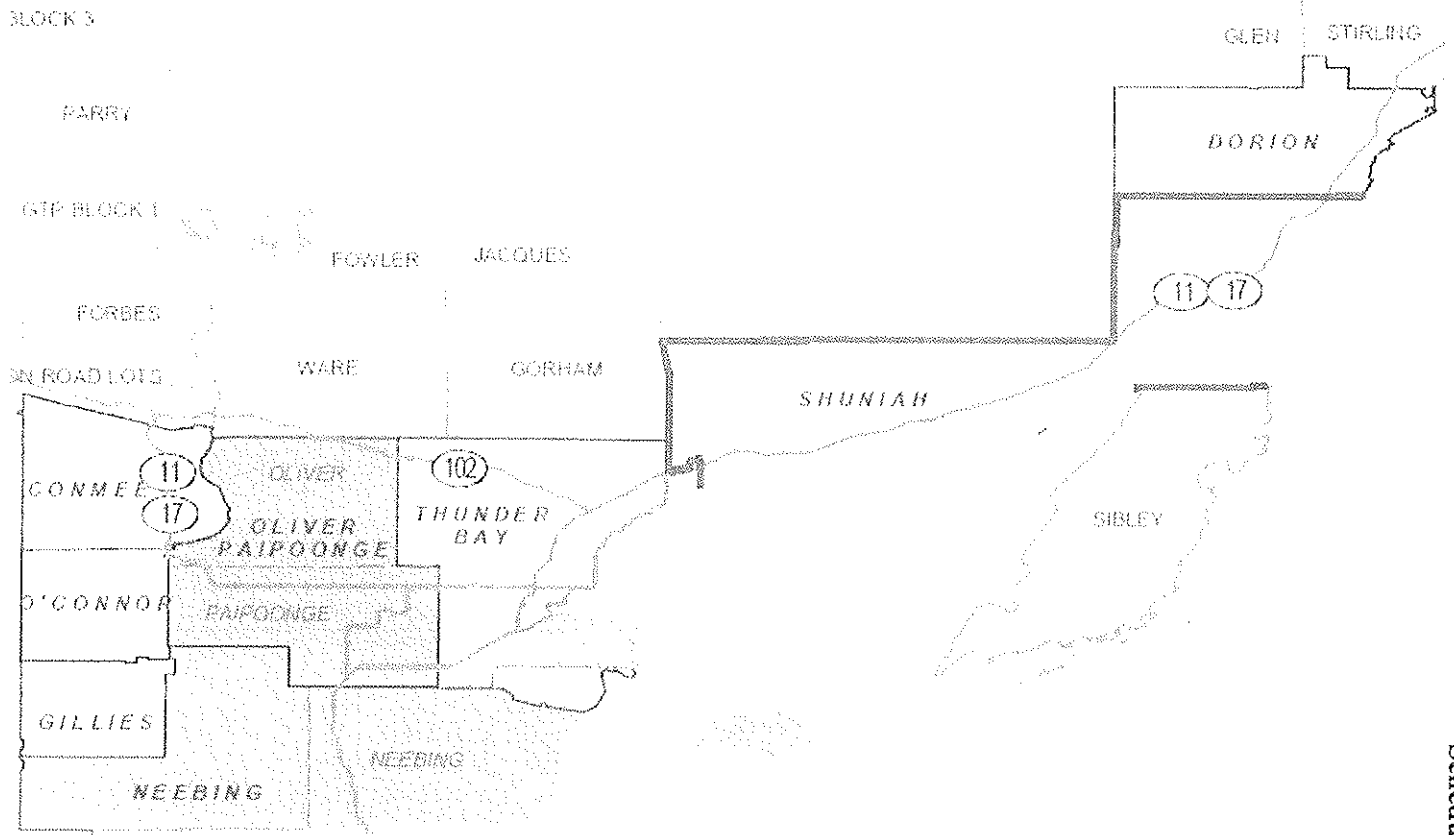 BLOCK 3
GLEN
STIRLING
PARRY
DORION
GTP BLOCK 1
FOWLER
JACQUES
11
17
FORBES
WARE
GORHAM
ROAD LOTS
SHUNIAH
CONMEE
11
17
OLIVER
102
OLIVER
PAIPOONGE
THUNDER
BAY
SIBLEY
O'CONNOR
PAIPOONGE
GILLIES
NEEBING
NEEBING